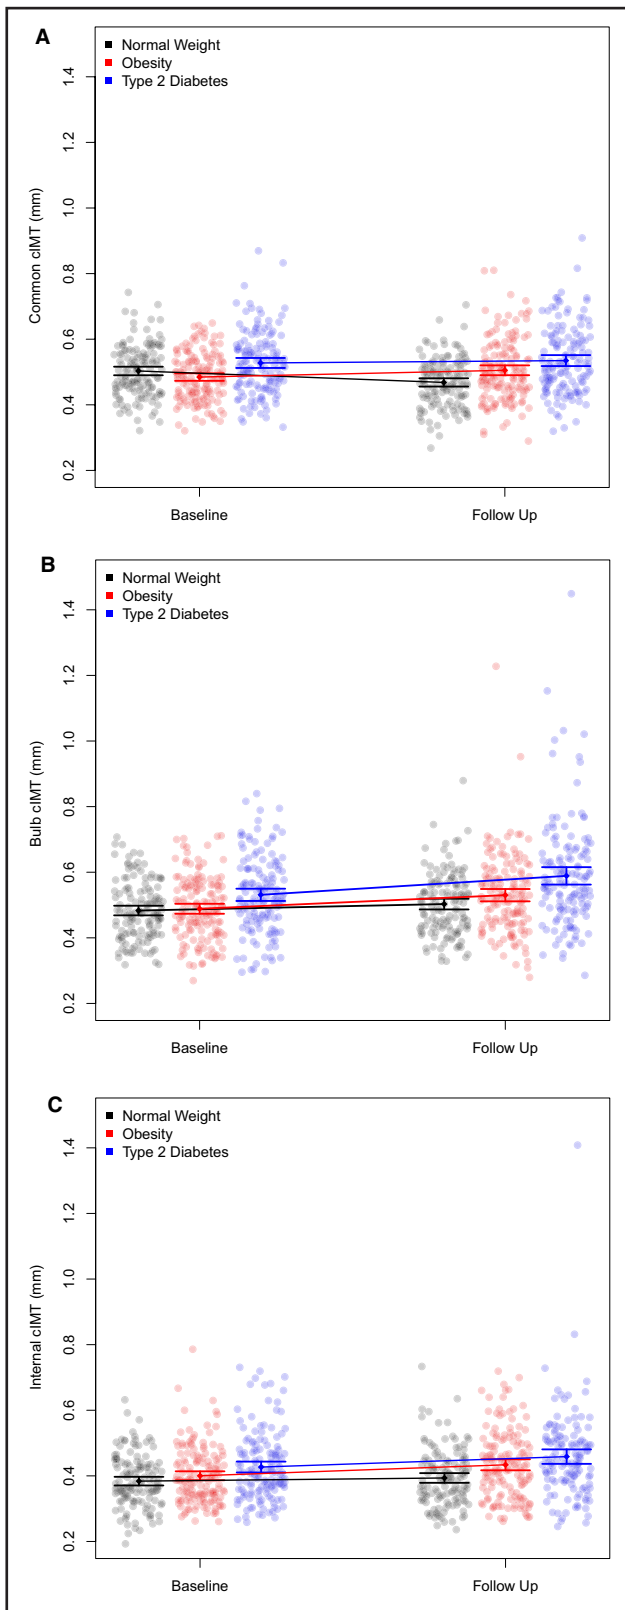 A
Normal Weight
Obesity
Type 2 Diabetes
Common cIMT (mm)
1.4
1.2
1.0
0.8
0.6
0.4
0.2
Baseline
Follow Up
B
Normal Weight
Obesity
Type 2 Diabetes
Bulb cIMT (mm)
1.4
1.2
1.0
0.8
0.6
0.4
0.2
Baseline
Follow Up
C
Normal Weight
Obesity
Type 2 Diabetes
Internal cIMT (mm)
1.4
1.2
1.0
0.8
0.6
0.4
0.2
Baseline
Follow Up